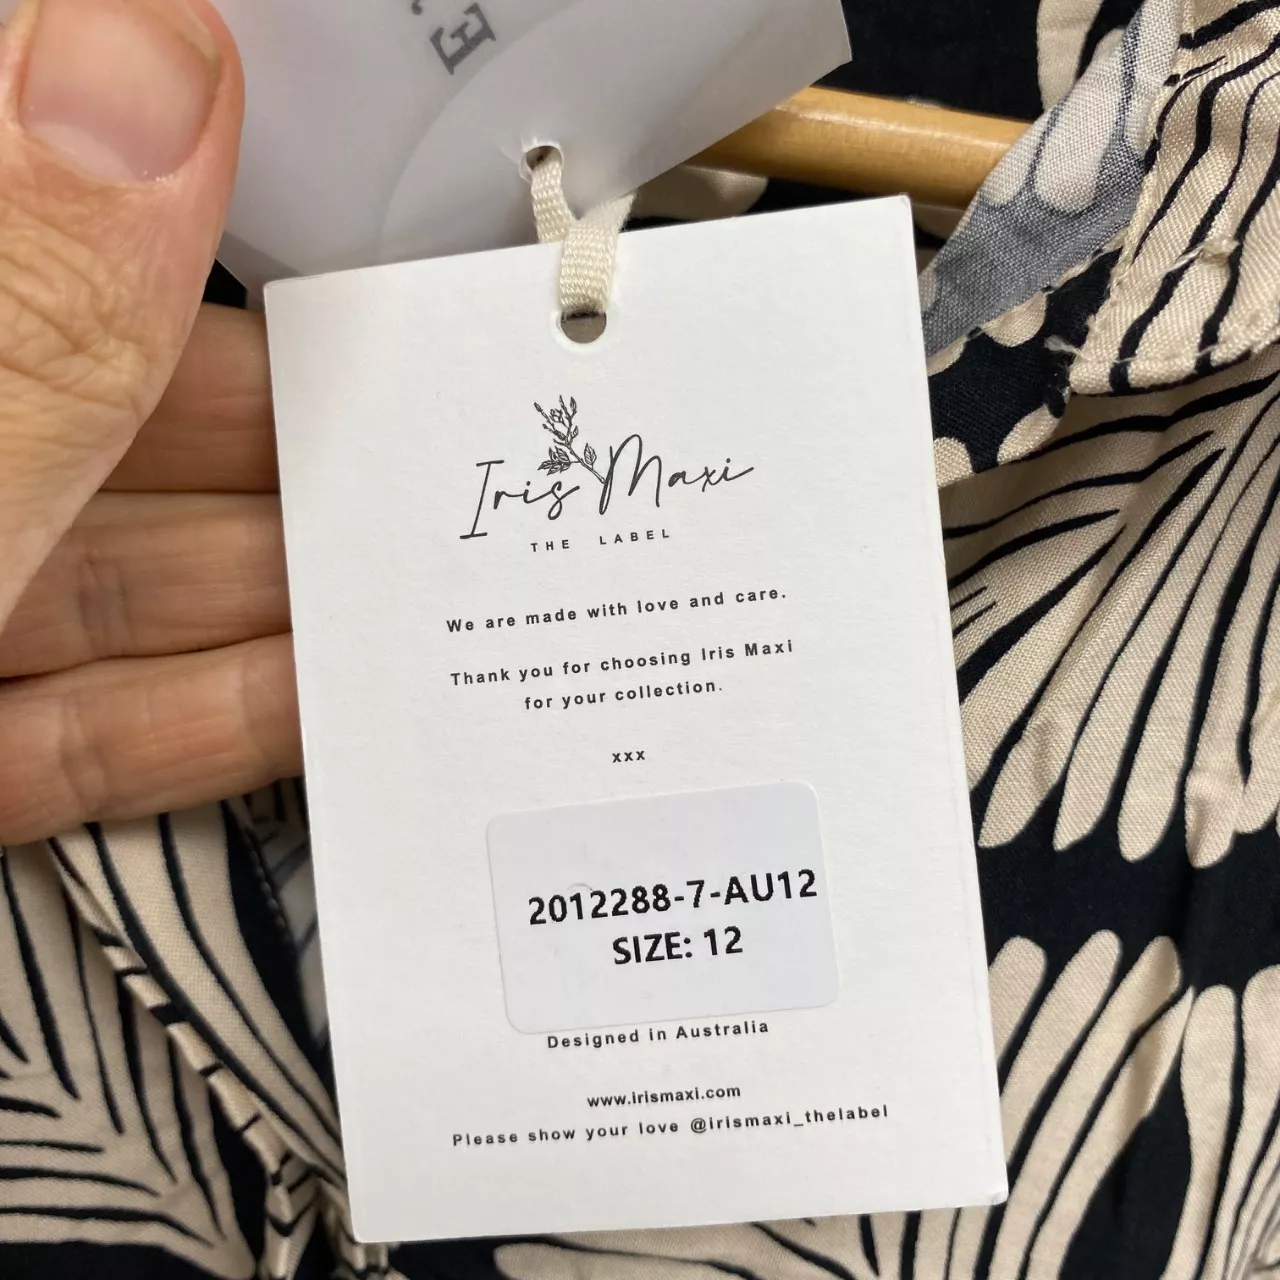 E
Iris Maxi
THE LABEL
We are made with love and care.
Thank you for choosing Iris Maxi
for your collection.
xxx
2012288-7-AU12
SIZE: 12
Designed in Australia
www.irismaxi.com
Please show your love @irismaxi_thelabel